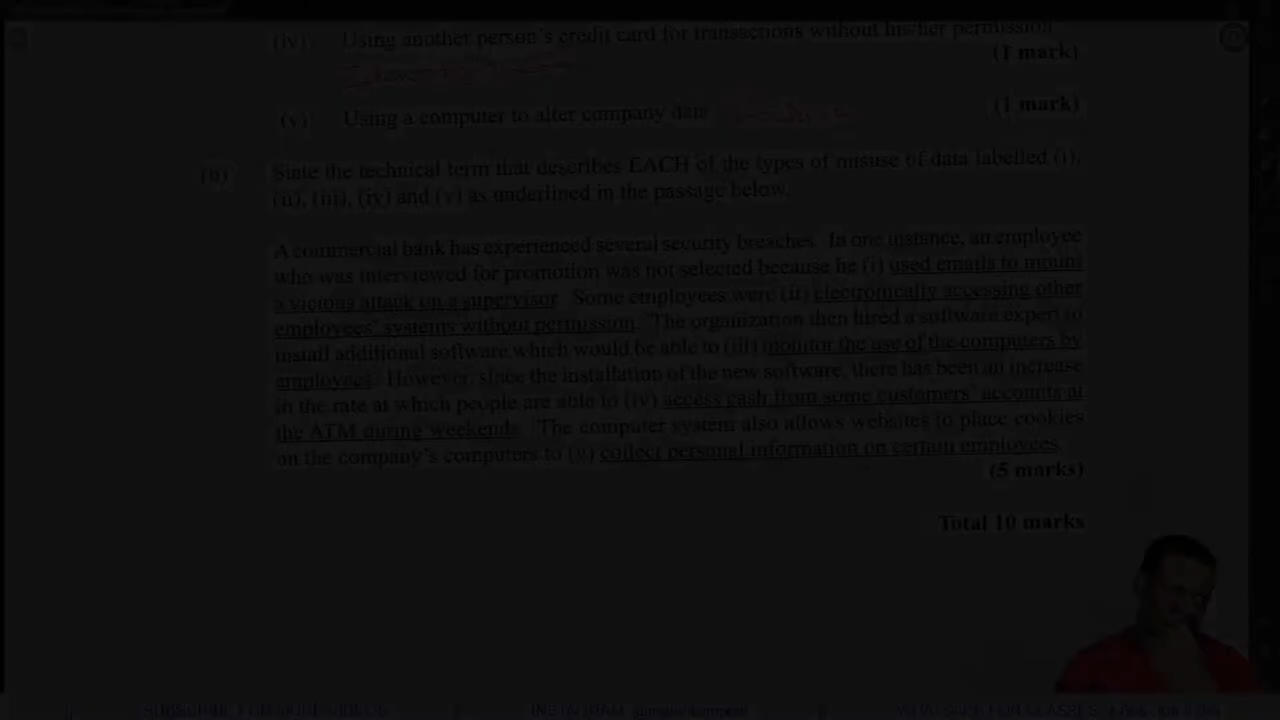 (iv) Using another person's credit card for transactions without his/her permission
(1 mark)
(v) Using a computer to alter company data
(1 mark)
(b) State the technical term that describes EACH of the types of misuse of data labelled (i),
(ii), (iii), (iv) and (v) as underlined in the passage below.
A commercial bank has experienced several security breaches. In one instance, an employee
who was interviewed for promotion was not selected because he (i) used emails to mount
a vicious attack on a supervisor. Some employees were (ii) electronically accessing other
employees' systems without permission. The organization then hired a software expert to
install additional software which would be able to (iii) monitor the use of the computers by
employees. However, since the installation of the new software, there has been an increase
in the rate at which people are able to (iv) access cash from some customers' accounts at
the ATM during weekends. The computer system also allows websites to place cookies
on the company's computers to (v) collect personal information on certain employees.
(5 marks)
Total 10 marks
SUBSCRIBE FOR MORE VIDEOS